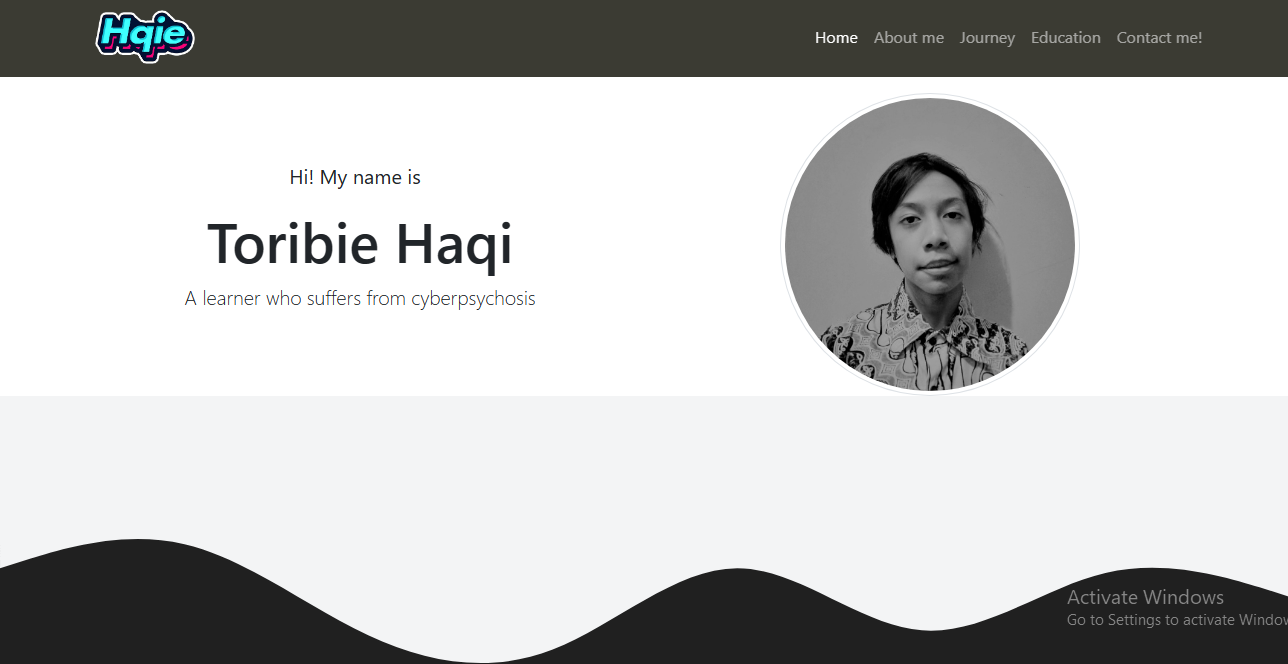 Hqie
Home About me Journey Education Contact me!
Hi! My name is
Toribie Haqi
A learner who suffers from cyberpsychosis
Activate Windows
Go to Settings to activate Window